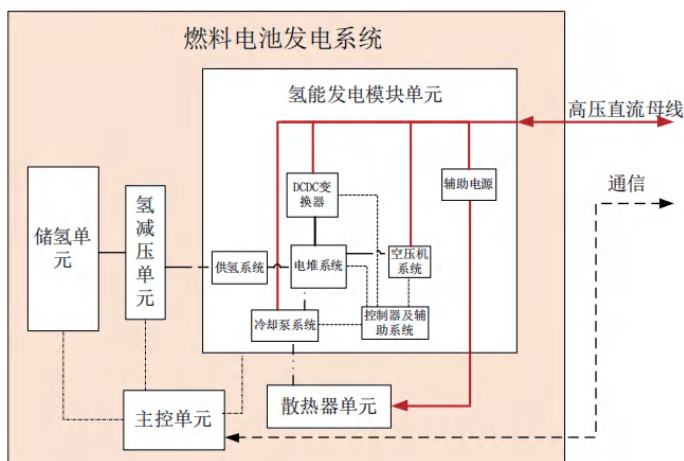 燃料电池发电系统
氢能发电模块单元
高压直流母线
DCDC变
换器
辅助电源
通信
储氢单
元
氢
减
压
单
元
供氢系统
电堆系统
空压机
系统
冷却泵系统
控制器及辅
助系统
主控单元
散热器单元